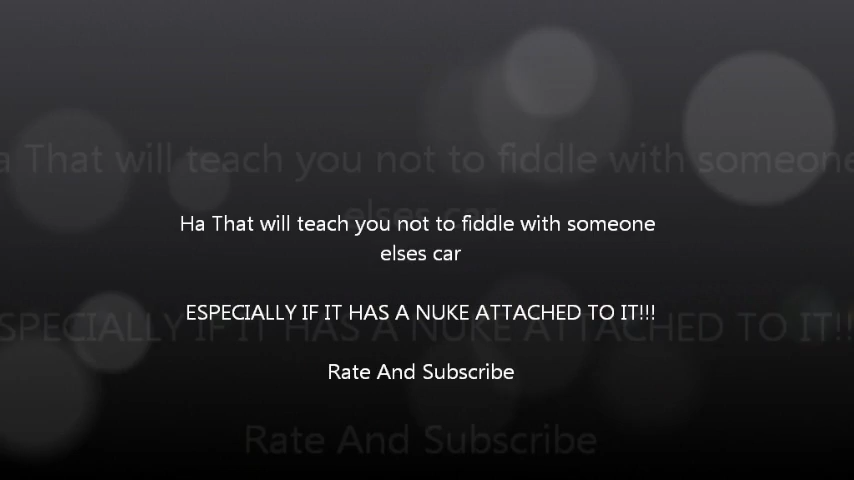 Ha That will teach you not to fiddle with someone
elses car
ESPECIALLY IF IT HAS A NUKE ATTACHED TO IT!!!
Rate And Subscribe